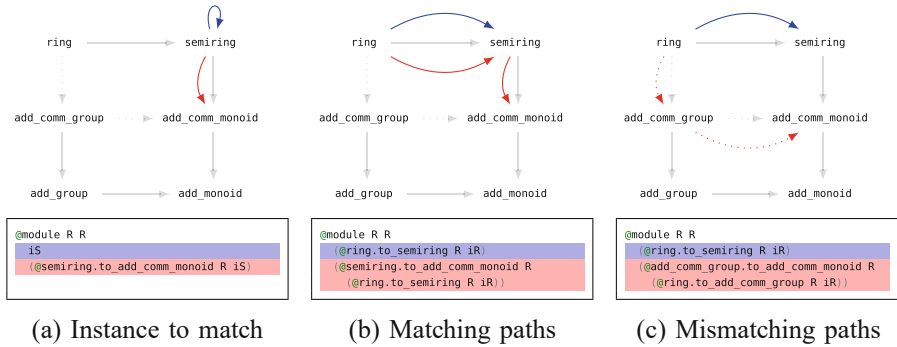 ring semiring ring semiring ring semiring
add_comm_group add_comm_monoid add_comm_group add_comm_monoid add_comm_group add_comm_monoid
add_group add_monoid add_group add_monoid add_group add_monoid
@module R R
iS
(@semiring.to_add_comm_monoid R iS)
@module R R
(@ring.to_semiring R iR)
(@semiring.to_add_comm_monoid R
(@ring.to_semiring R iR))
@module R R
(@ring.to_semiring R iR)
(@add_comm_group.to_add_comm_monoid R
(@ring.to_add_comm_group R iR))
(a) Instance to match (b) Matching paths (c) Mismatching paths